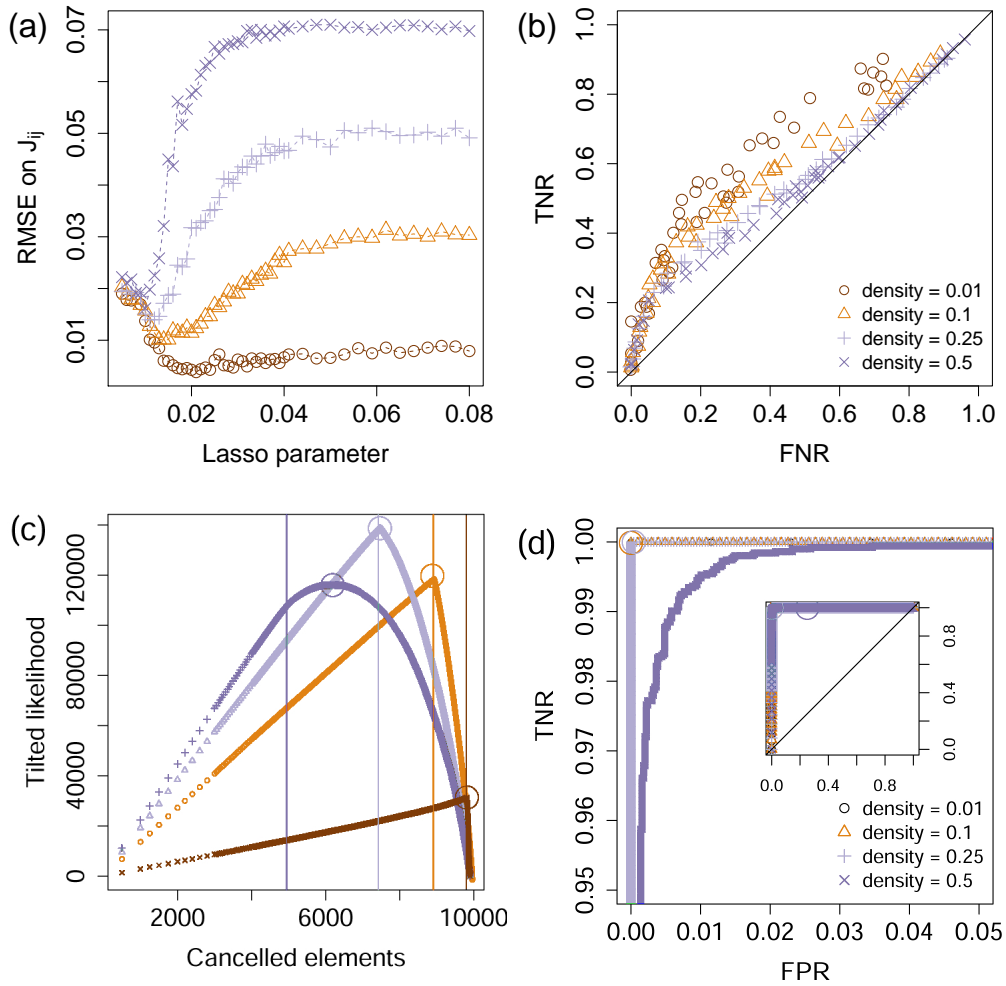 (a)
RMSE on Jij
0.01 0.03 0.05 0.07
0.02 0.04 0.06 0.08
Lasso parameter
(b)
TNR
0.0 0.2 0.4 0.6 0.8 1.0
0.0 0.2 0.4 0.6 0.8 1.0
FNR
density = 0.01
density = 0.1
density = 0.25
density = 0.5
(c)
Tilted likelihood
0 40000 80000 120000
2000 6000 10000
Cancelled elements
(d)
TNR
0.95 0.96 0.97 0.98 0.99 1.00
0.00 0.01 0.02 0.03 0.04 0.05
FPR
0.0 0.4 0.8
0.0 0.4 0.8
density = 0.01
density = 0.1
density = 0.25
density = 0.5